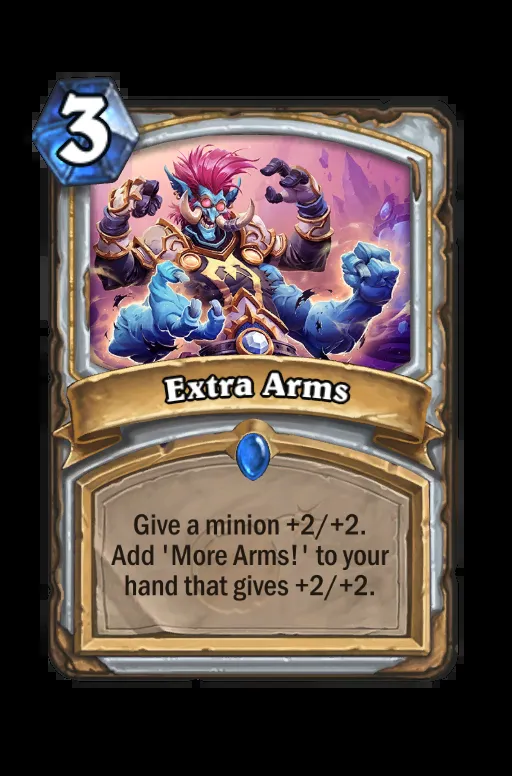 3
Extra Arms
Give a minion +2/+2.
Add 'More Arms!' to your
hand that gives +2/+2.